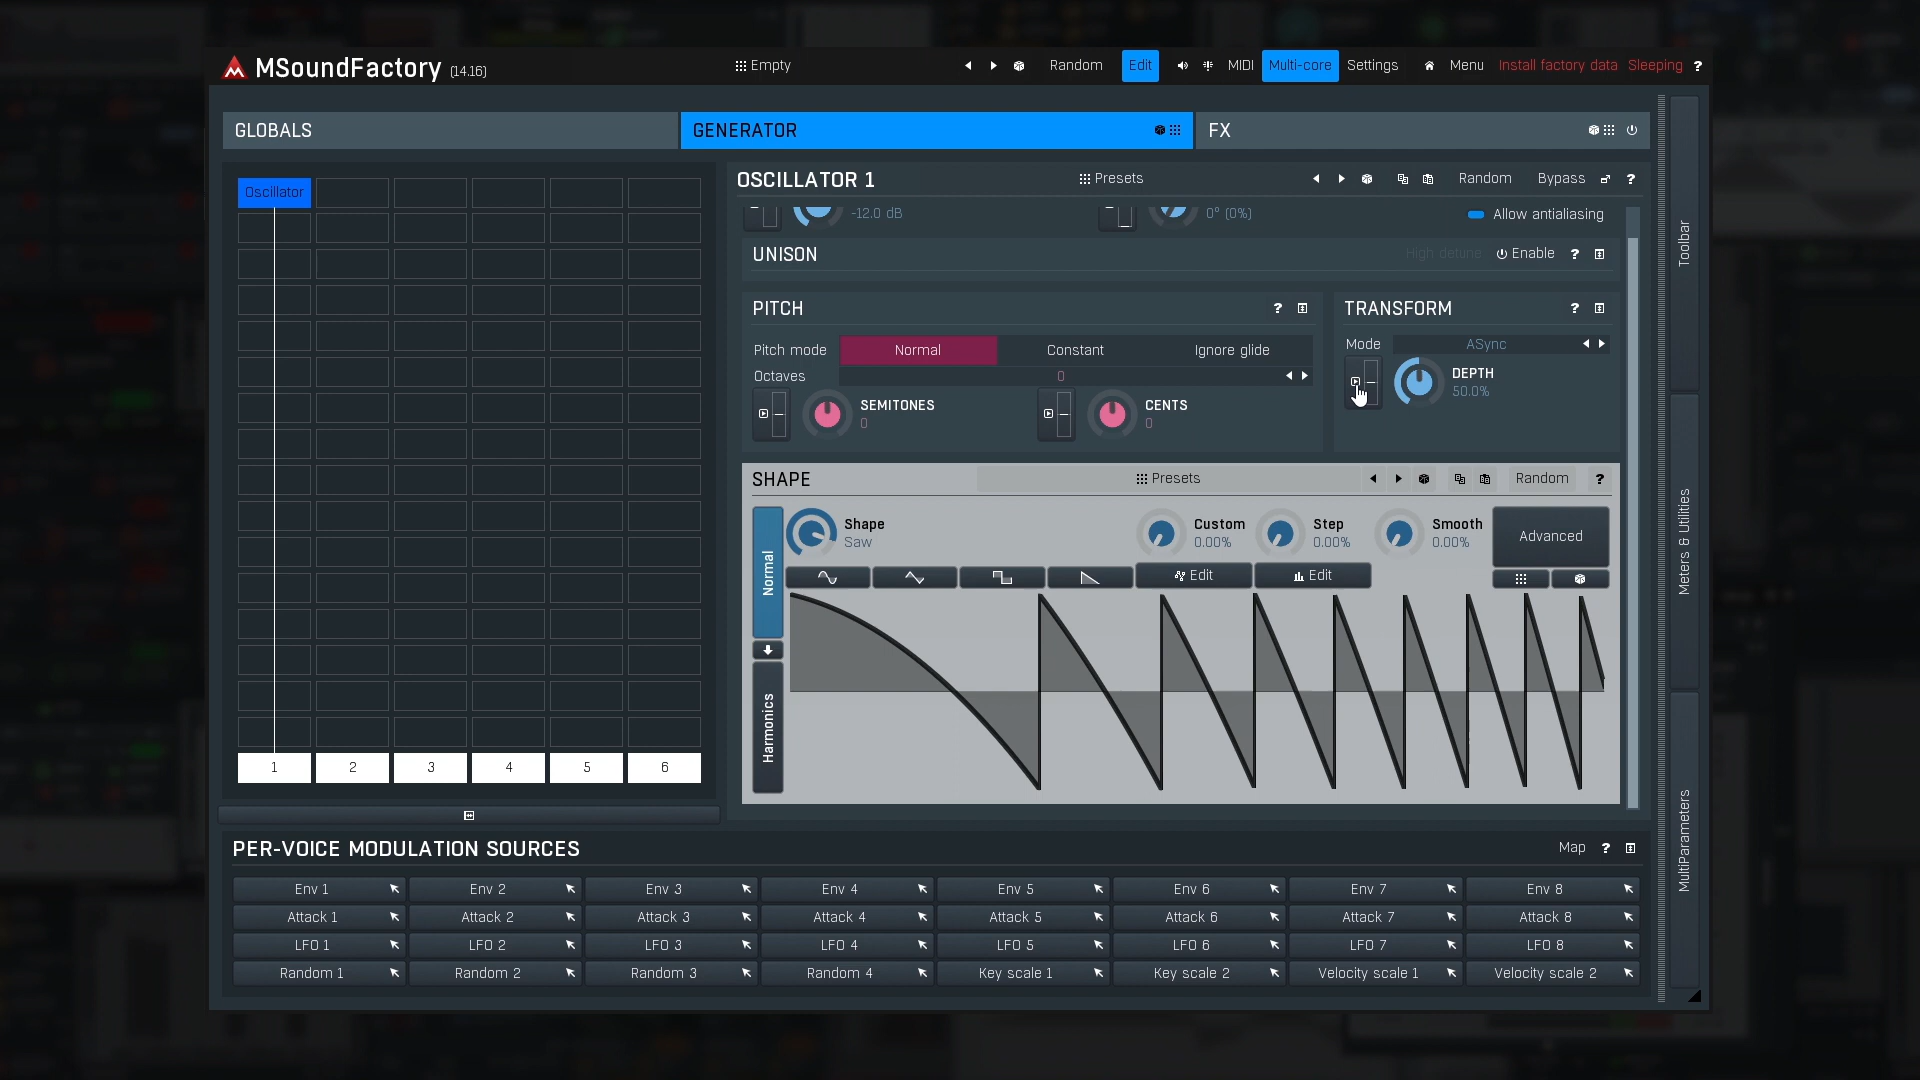 MSoundFactory (14.16)
Empty
Random
Edit
MIDI
Multi-core
Settings
Menu
Install factory data
Sleeping
?
GLOBALS
GENERATOR
FX
Oscillator
1 2 3 4 5 6
OSCILLATOR 1
Presets
Random
Bypass
?
-12.0 dB
0° (0%)
Allow antialiasing
UNISON
High detune
Enable
?
PITCH
?
Pitch mode
Normal
Constant
Ignore glide
Octaves
0
SEMITONES
0
CENTS
0
TRANSFORM
?
Mode
ASync
DEPTH
50.0%
SHAPE
Presets
Random
?
Normal
Harmonics
Shape
Saw
Custom
0.00%
Step
0.00%
Smooth
0.00%
Advanced
Edit
Edit
PER-VOICE MODULATION SOURCES
Map
?
Env 1 Env 2 Env 3 Env 4 Env 5 Env 6 Env 7 Env 8
Attack 1 Attack 2 Attack 3 Attack 4 Attack 5 Attack 6 Attack 7 Attack 8
LFO 1 LFO 2 LFO 3 LFO 4 LFO 5 LFO 6 LFO 7 LFO 8
Random 1 Random 2 Random 3 Random 4 Key scale 1 Key scale 2 Velocity scale 1 Velocity scale 2
Toolbar
Meters & Utilities
MultiParameters